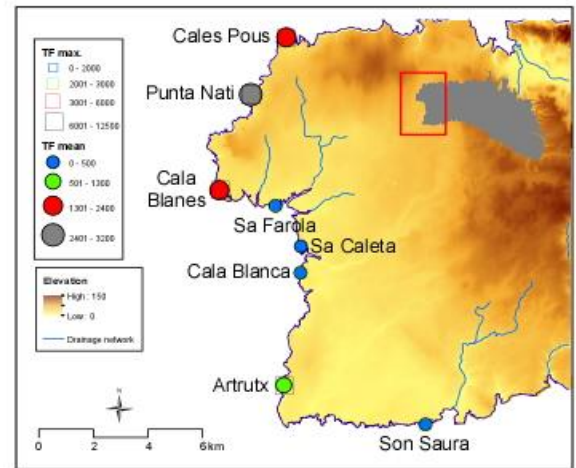 TF max.
0 - 2000
2001 - 3000
3001 - 6000
6001 - 12500
TF mean
0 - 500
501 - 1300
1301 - 2400
2401 - 3200
Elevation
High : 150
Low : 0
Drainage network
N
0 2 4 6 km
Cales Pous
Punta Nati
Cala
Blanes
Sa Farola
Sa Caleta
Cala Blanca
Artrutx
Son Saura